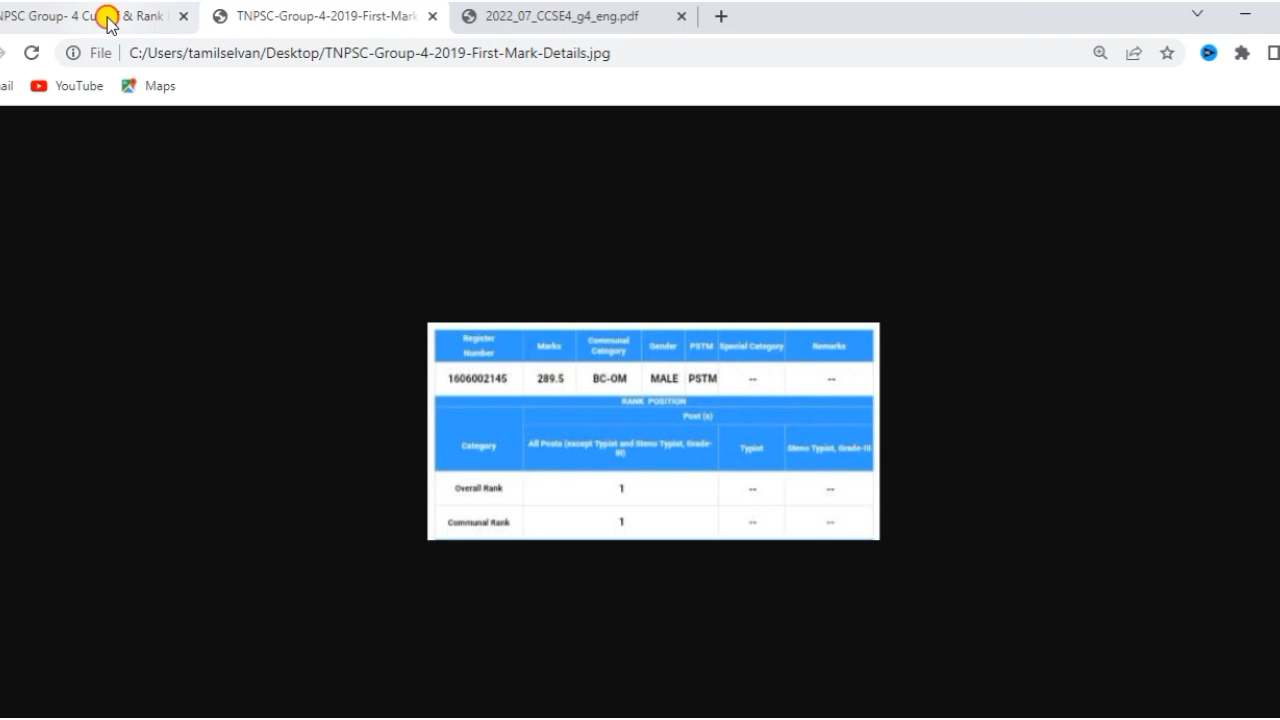 NPSC Group- 4 Cu & Rank
TNPSC-Group-4-2019-First-Mark
2022_07_CCSE4_g4_eng.pdf
File
C:/Users/tamilselvan/Desktop/TNPSC-Group-4-2019-First-Mark-Details.jpg
ail YouTube Maps
Register Number Marks Communal Category Gender PSTM Special Category Remarks
1606002145 289.5 BC-OM MALE PSTM -- --
RANK POSITION
Post (s)
Category All Posts (except Typist and Steno Typist, Grade-III) Typist Steno Typist, Grade-III
Overall Rank 1 -- --
Communal Rank 1 -- --